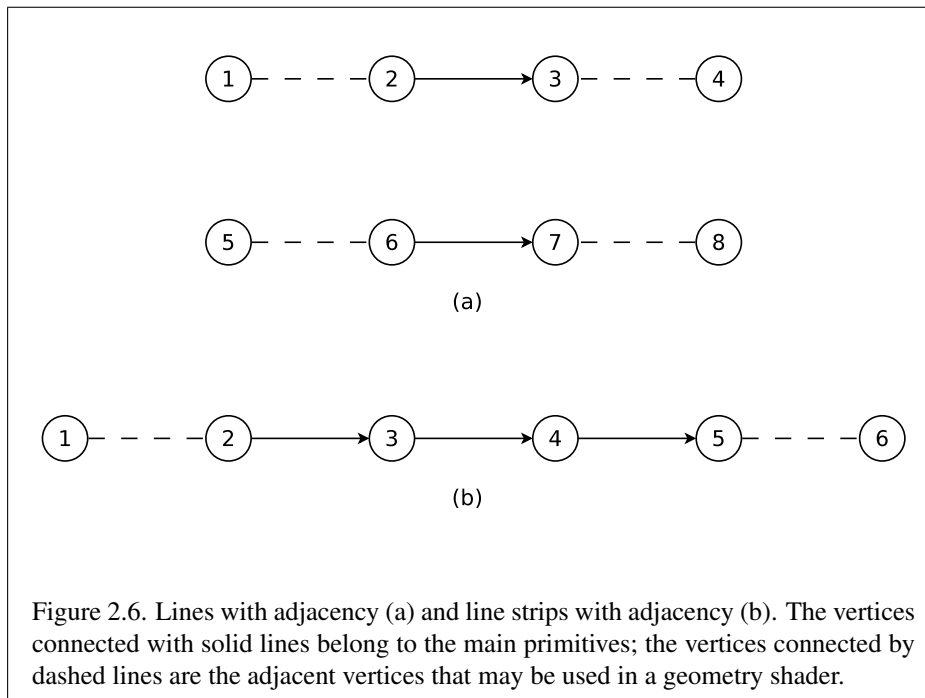 1 2 3 4
5 6 7 8
(a)
1 2 3 4 5 6
(b)
Figure 2.6. Lines with adjacency (a) and line strips with adjacency (b). The vertices
connected with solid lines belong to the main primitives; the vertices connected by
dashed lines are the adjacent vertices that may be used in a geometry shader.